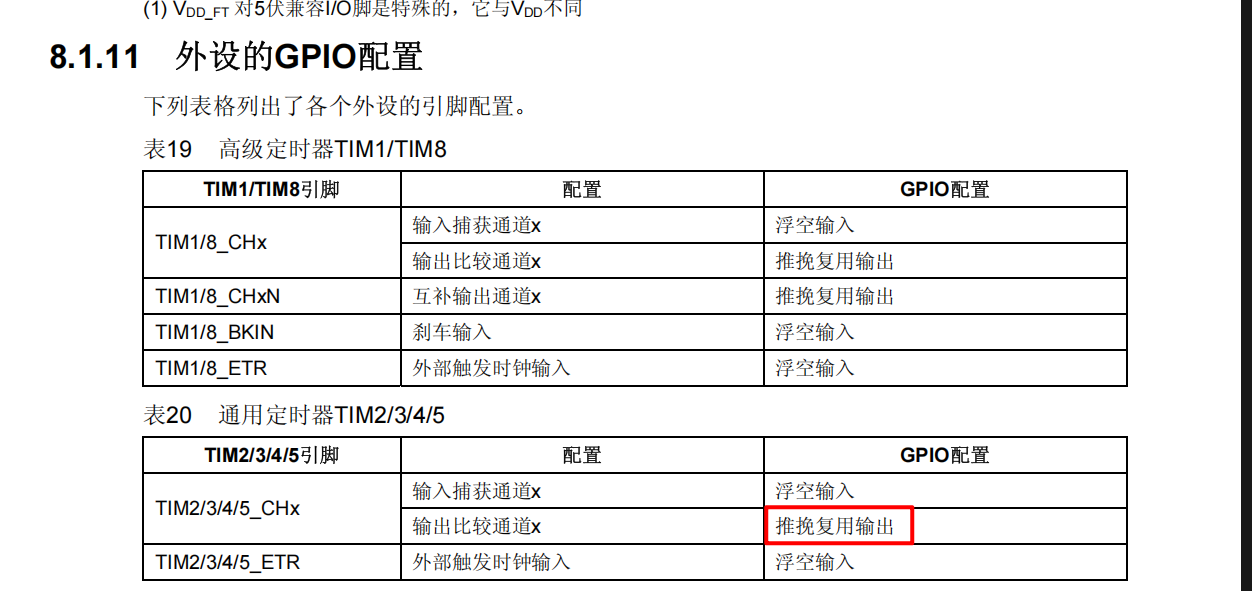 (1) VDD_FT 对5伏兼容I/O脚是特殊的，它与VDD不同
8.1.11 外设的GPIO配置
下列表格列出了各个外设的引脚配置。
表19 高级定时器TIM1/TIM8
TIM1/TIM8引脚 配置 GPIO配置
TIM1/8_CHx 输入捕获通道x 浮空输入
输出比较通道x 推挽复用输出
TIM1/8_CHxN 互补输出通道x 推挽复用输出
TIM1/8_BKIN 刹车输入 浮空输入
TIM1/8_ETR 外部触发时钟输入 浮空输入
表20 通用定时器TIM2/3/4/5
TIM2/3/4/5引脚 配置 GPIO配置
TIM2/3/4/5_CHx 输入捕获通道x 浮空输入
输出比较通道x 推挽复用输出
TIM2/3/4/5_ETR 外部触发时钟输入 浮空输入